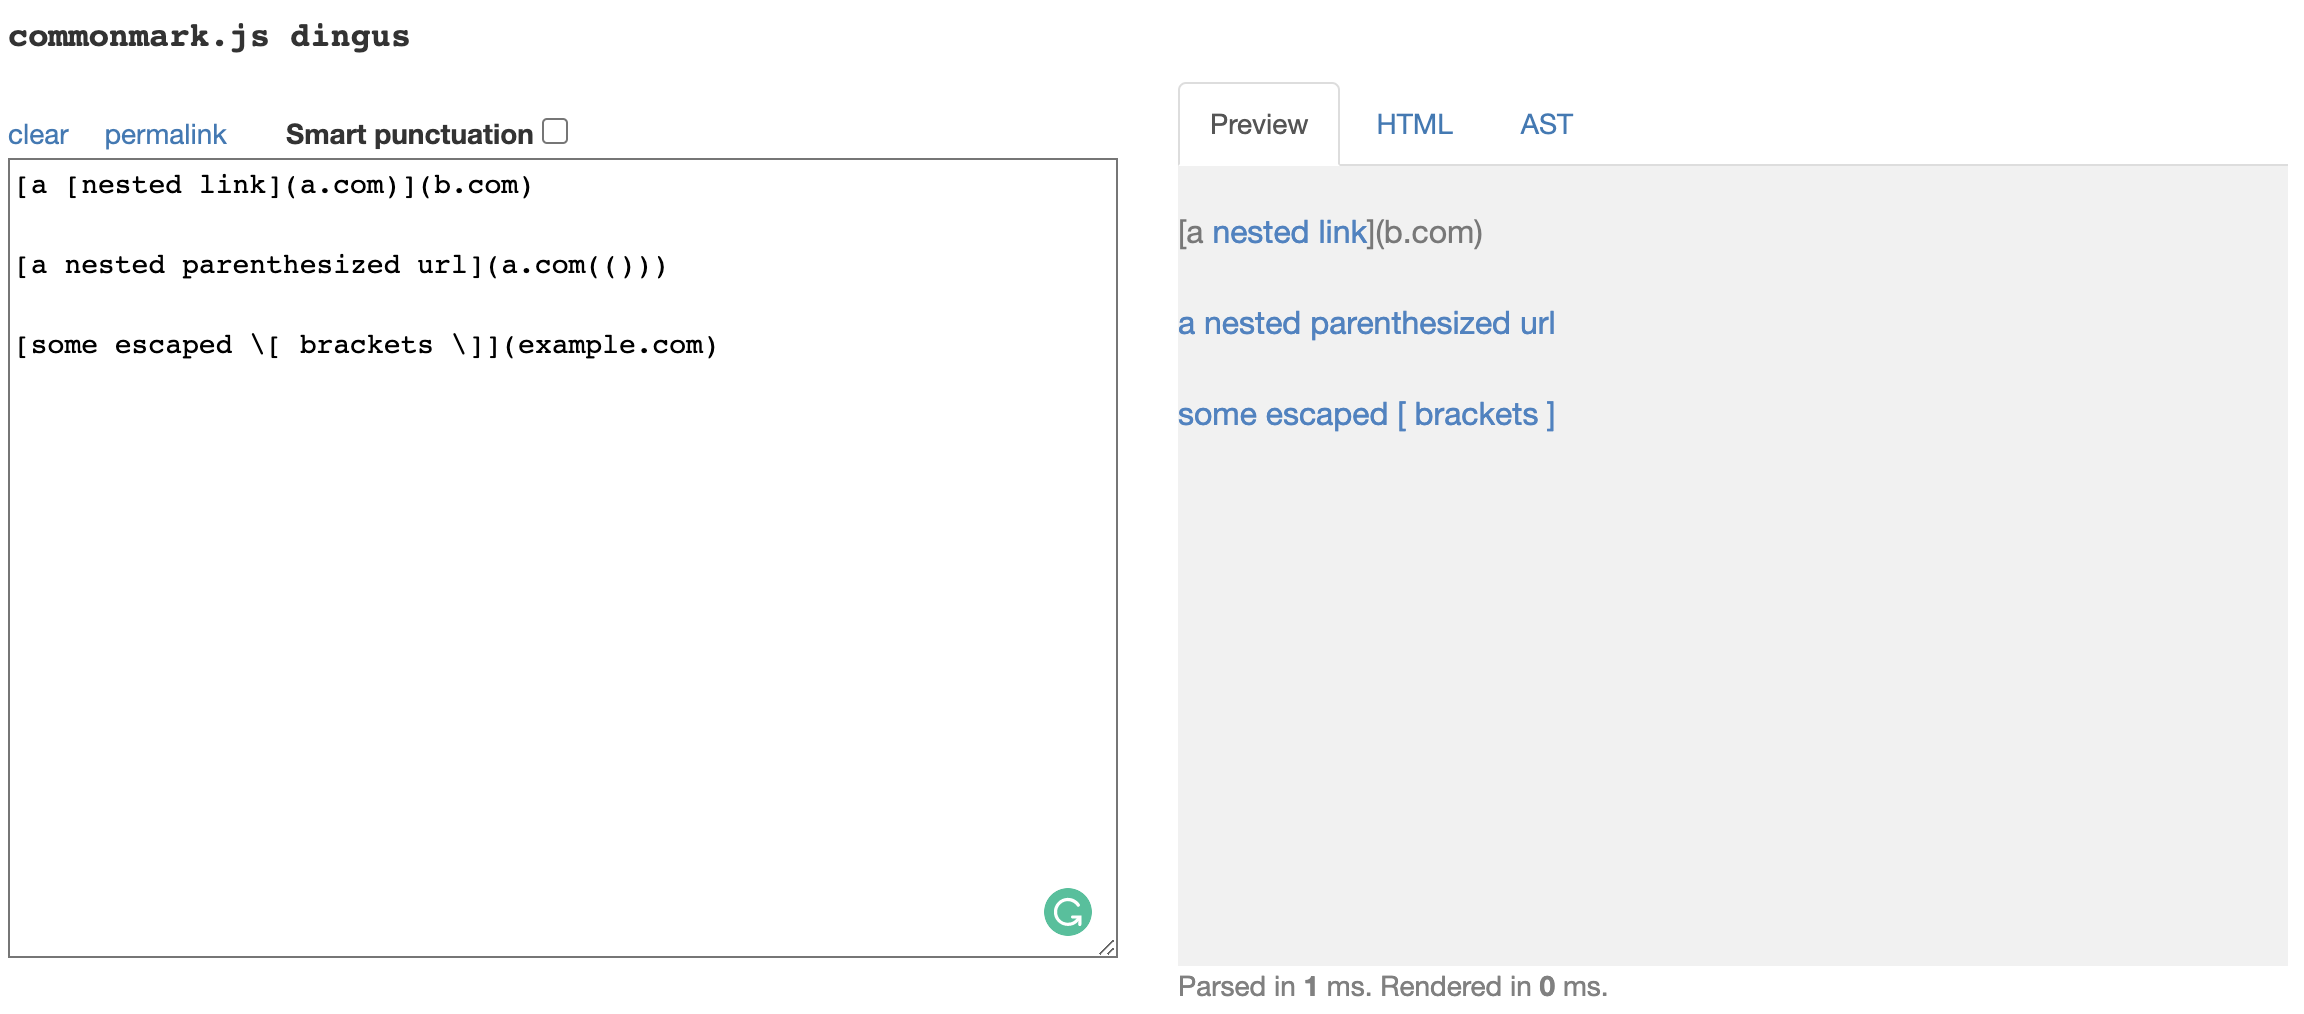 commonmark.js dingus
clear permalink Smart punctuation
[a [nested link](a.com)](b.com)
[a nested parenthesized url](a.com(()))
[some escaped \[ brackets \]](example.com)
Preview HTML AST
[a nested link](b.com)
a nested parenthesized url
some escaped [ brackets ]
Parsed in 1 ms. Rendered in 0 ms.